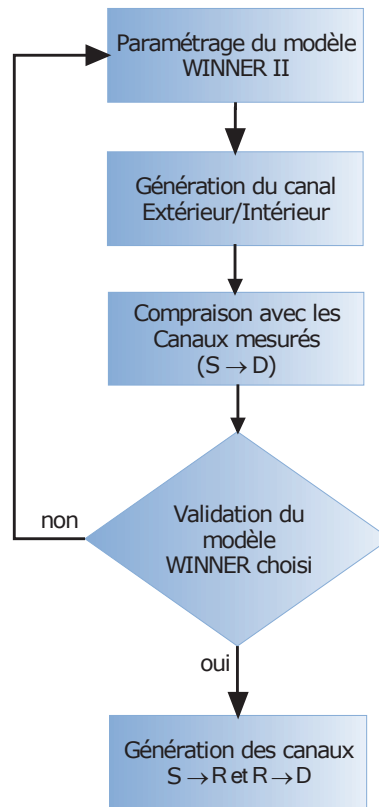 Paramétrage du modèle
WINNER II
Génération du canal
Extérieur/Intérieur
Compraison avec les
Canaux mesurés
(S → D)
non
Validation du
modèle
WINNER choisi
oui
Génération des canaux
S → R et R → D